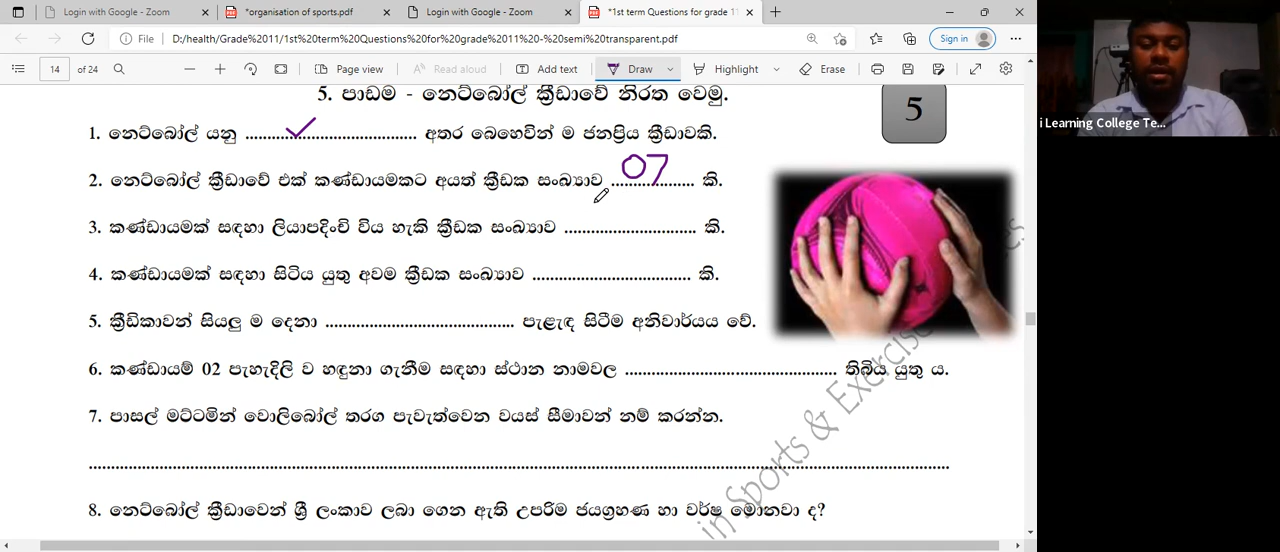 Login with Google - Zoom
*organisation of sports.pdf
Login with Google - Zoom
*1st term Questions for grade 11
File
D:/health/Grade%2011/1st%20term%20Questions%20for%20grade%2011%20-%20semi%20transparent.pdf
Sign in
14 of 24
Page view
Read aloud
Add text
Draw
Highlight
Erase
5. පාඩම - නෙට්බෝල් ක්‍රීඩාවේ නිරත වෙමු.
5
1. නෙට්බෝල් යනු ...................................... අතර බෙහෙවින් ම ජනප්‍රිය ක්‍රීඩාවකි.
2. නෙට්බෝල් ක්‍රීඩාවේ එක් කණ්ඩායමකට අයත් ක්‍රීඩක සංඛ්‍යාව ................... කි.
07
3. කණ්ඩායමක් සඳහා ලියාපදිංචි විය හැකි ක්‍රීඩක සංඛ්‍යාව .............................. කි.
4. කණ්ඩායමක් සඳහා සිටිය යුතු අවම ක්‍රීඩක සංඛ්‍යාව .................................... කි.
5. ක්‍රීඩිකාවන් සියලු ම දෙනා .......................................... පැළැඳ සිටීම අනිවාර්යය වේ.
6. කණ්ඩායම් 02 පැහැදිලි ව හඳුනා ගැනීම සඳහා ස්ථාන නාමවල ................................................ තිබිය යුතු ය.
7. පාසල් මට්ටමින් වොලිබෝල් තරග පැවැත්වෙන වයස් සීමාවන් නම් කරන්න.
8. නෙට්බෝල් ක්‍රීඩාවෙන් ශ්‍රී ලංකාව ලබා ගෙන ඇති උපරිම ජයග්‍රහණ හා වර්ෂ මොනවා ද?
in Sports & Exercise
i Learning College Te...